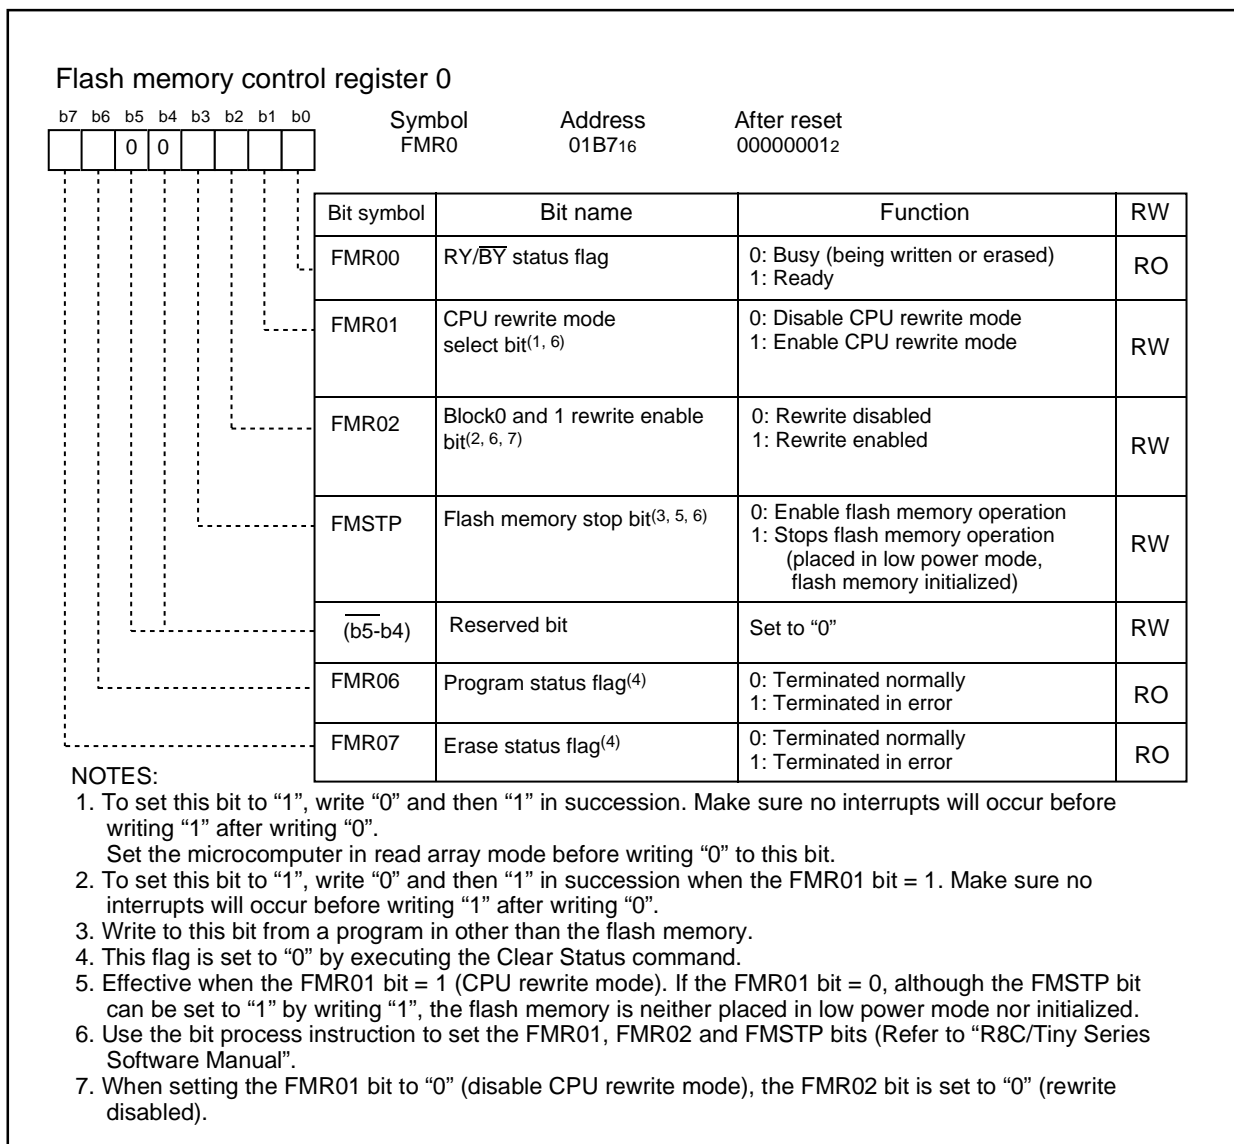 Flash memory control register 0
b7 b6 b5 b4 b3 b2 b1 b0
0 0
Symbol Address After reset
FMR0 01B716 000000012
Bit symbol Bit name Function RW
FMR00 RY/BY status flag 0: Busy (being written or erased) RO
1: Ready
FMR01 CPU rewrite mode 0: Disable CPU rewrite mode RW
select bit(1, 6) 1: Enable CPU rewrite mode
FMR02 Block0 and 1 rewrite enable 0: Rewrite disabled RW
bit(2, 6, 7) 1: Rewrite enabled
FMSTP Flash memory stop bit(3, 5, 6) 0: Enable flash memory operation RW
1: Stops flash memory operation
(placed in low power mode,
flash memory initialized)
(b5-b4) Reserved bit Set to “0” RW
FMR06 Program status flag(4) 0: Terminated normally RO
1: Terminated in error
FMR07 Erase status flag(4) 0: Terminated normally RO
1: Terminated in error
NOTES:
1. To set this bit to “1”, write “0” and then “1” in succession. Make sure no interrupts will occur before
writing “1” after writing “0”.
Set the microcomputer in read array mode before writing “0” to this bit.
2. To set this bit to “1”, write “0” and then “1” in succession when the FMR01 bit = 1. Make sure no
interrupts will occur before writing “1” after writing “0”.
3. Write to this bit from a program in other than the flash memory.
4. This flag is set to “0” by executing the Clear Status command.
5. Effective when the FMR01 bit = 1 (CPU rewrite mode). If the FMR01 bit = 0, although the FMSTP bit
can be set to “1” by writing “1”, the flash memory is neither placed in low power mode nor initialized.
6. Use the bit process instruction to set the FMR01, FMR02 and FMSTP bits (Refer to “R8C/Tiny Series
Software Manual”.
7. When setting the FMR01 bit to “0” (disable CPU rewrite mode), the FMR02 bit is set to “0” (rewrite
disabled).